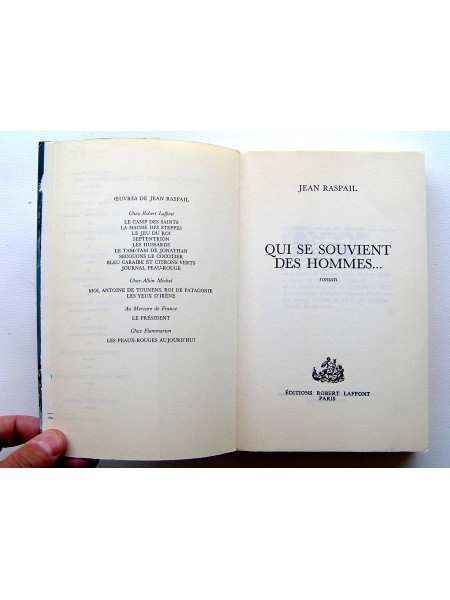 ŒUVRES DE JEAN RASPAIL
Chez Robert Laffont
LE CAMP DES SAINTS
LA HACHE DES STEPPES
LE JEU DU ROI
SEPTENTRION
LES HUSSARDS
LE TAM-TAM DE JONATHAN
SECOUONS LE COCOTIER
BLEU CARAÏBE ET CITRONS VERTS
JOURNAL PEAU-ROUGE
Chez Albin Michel
MOI, ANTOINE DE TOUNENS, ROI DE PATAGONIE
LES YEUX D'IRÈNE
Au Mercure de France
LE PRÉSIDENT
Chez Flammarion
LES PEAUX-ROUGES AUJOURD'HUI
JEAN RASPAIL
QUI SE SOUVIENT
DES HOMMES...
roman
ÉDITIONS ROBERT LAFFONT
PARIS